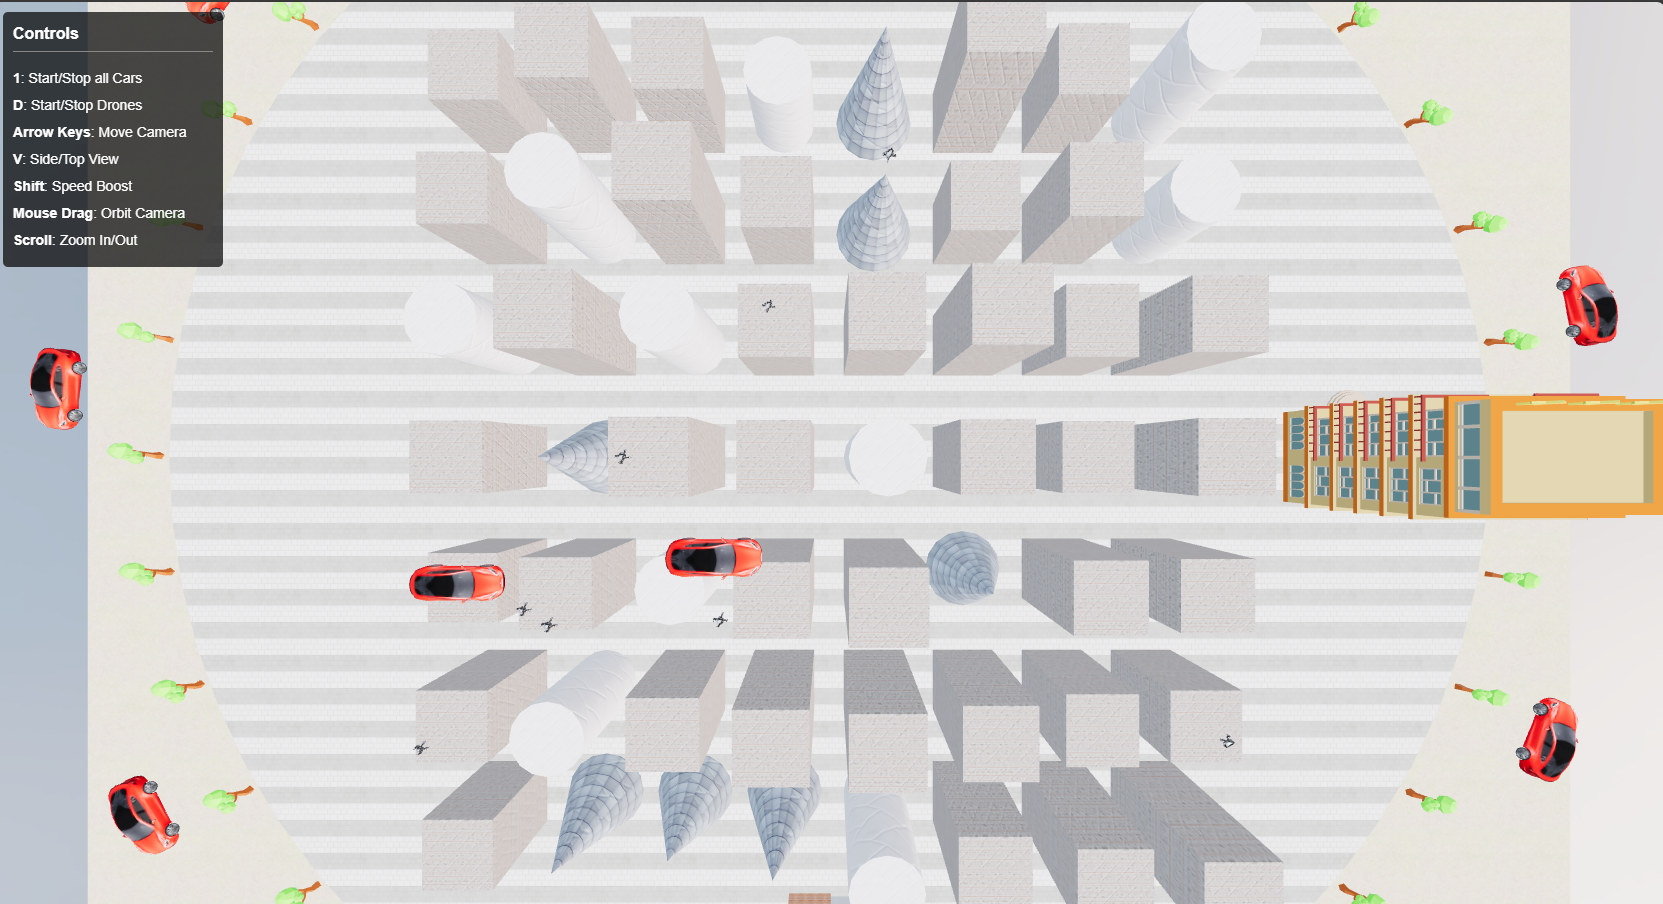 Controls
1: Start/Stop all Cars
D: Start/Stop Drones
Arrow Keys: Move Camera
V: Side/Top View
Shift: Speed Boost
Mouse Drag: Orbit Camera
Scroll: Zoom In/Out